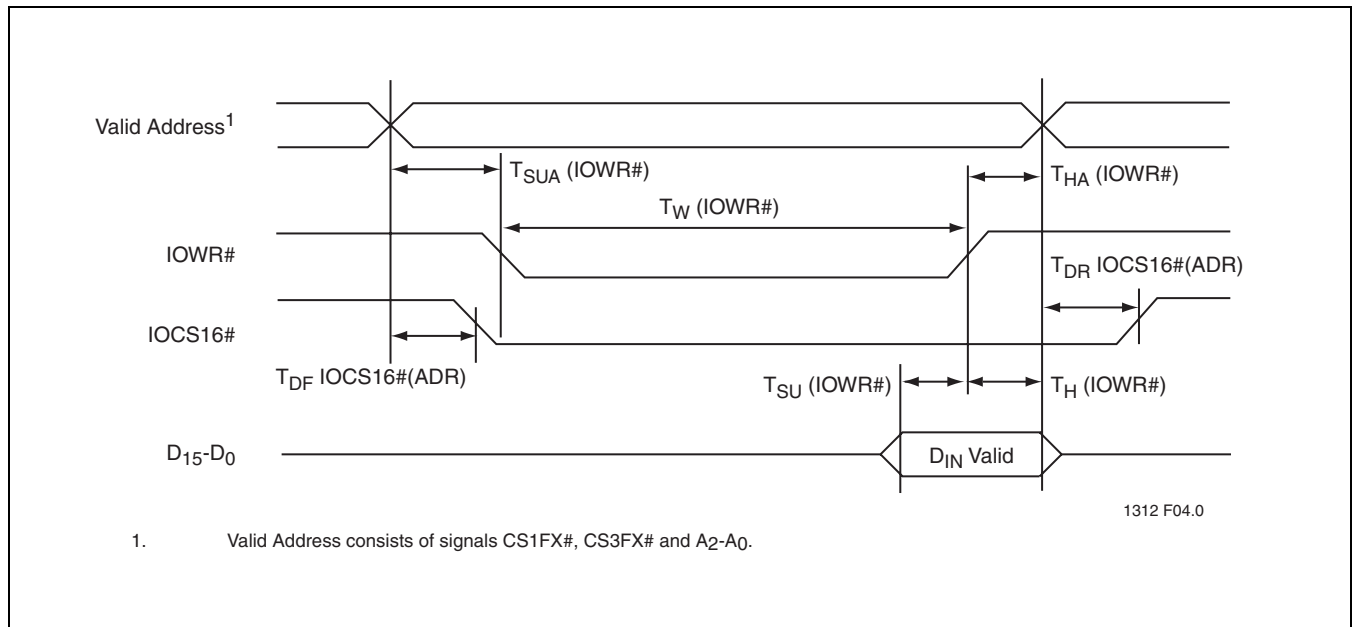 Valid Address1
TSUA (IOWR#)
THA (IOWR#)
TW (IOWR#)
IOWR#
TDR IOCS16#(ADR)
IOCS16#
TDF IOCS16#(ADR)
TSU (IOWR#)
TH (IOWR#)
D15-D0
DIN Valid
1312 F04.0
1. Valid Address consists of signals CS1FX#, CS3FX# and A2-A0.